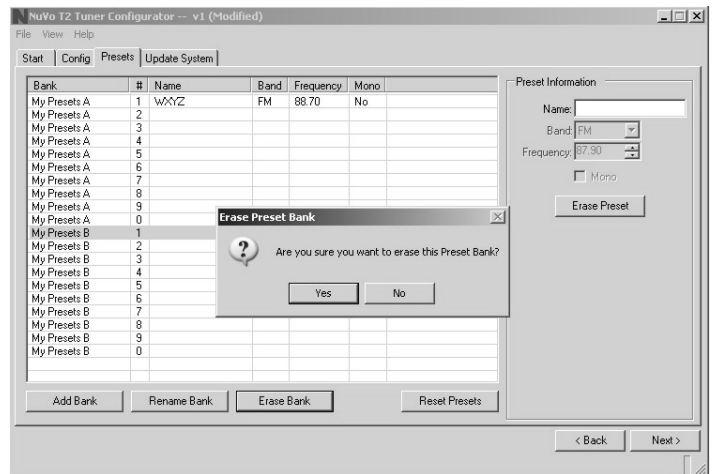 NuVo T2 Tuner Configurator -- v1 (Modified)
File View Help
Start Config Presets Update System
Bank # Name Band Frequency Mono
My Presets A 1 WXYZ FM 88.70 No
My Presets A 2
My Presets A 3
My Presets A 4
My Presets A 5
My Presets A 6
My Presets A 7
My Presets A 8
My Presets A 9
My Presets A 0
My Presets B 1
My Presets B 2
My Presets B 3
My Presets B 4
My Presets B 5
My Presets B 6
My Presets B 7
My Presets B 8
My Presets B 9
My Presets B 0
Add Bank Rename Bank Erase Bank Reset Presets
Preset Information
Name:
Band: FM
Frequency: 87.90
Mono
Erase Preset
Erase Preset Bank
Are you sure you want to erase this Preset Bank?
Yes No
< Back Next >